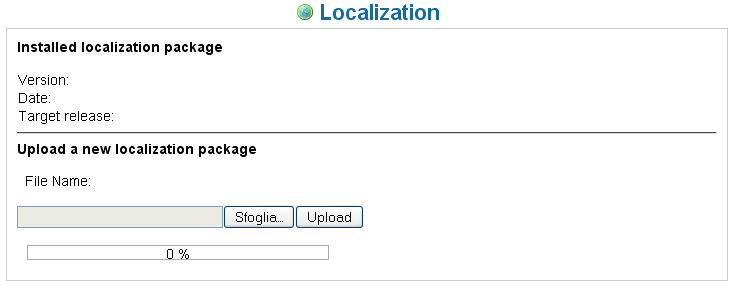 Localization
Installed localization package
Version:
Date:
Target release:
Upload a new localization package
File Name:
Sfoglia... Upload
0 %